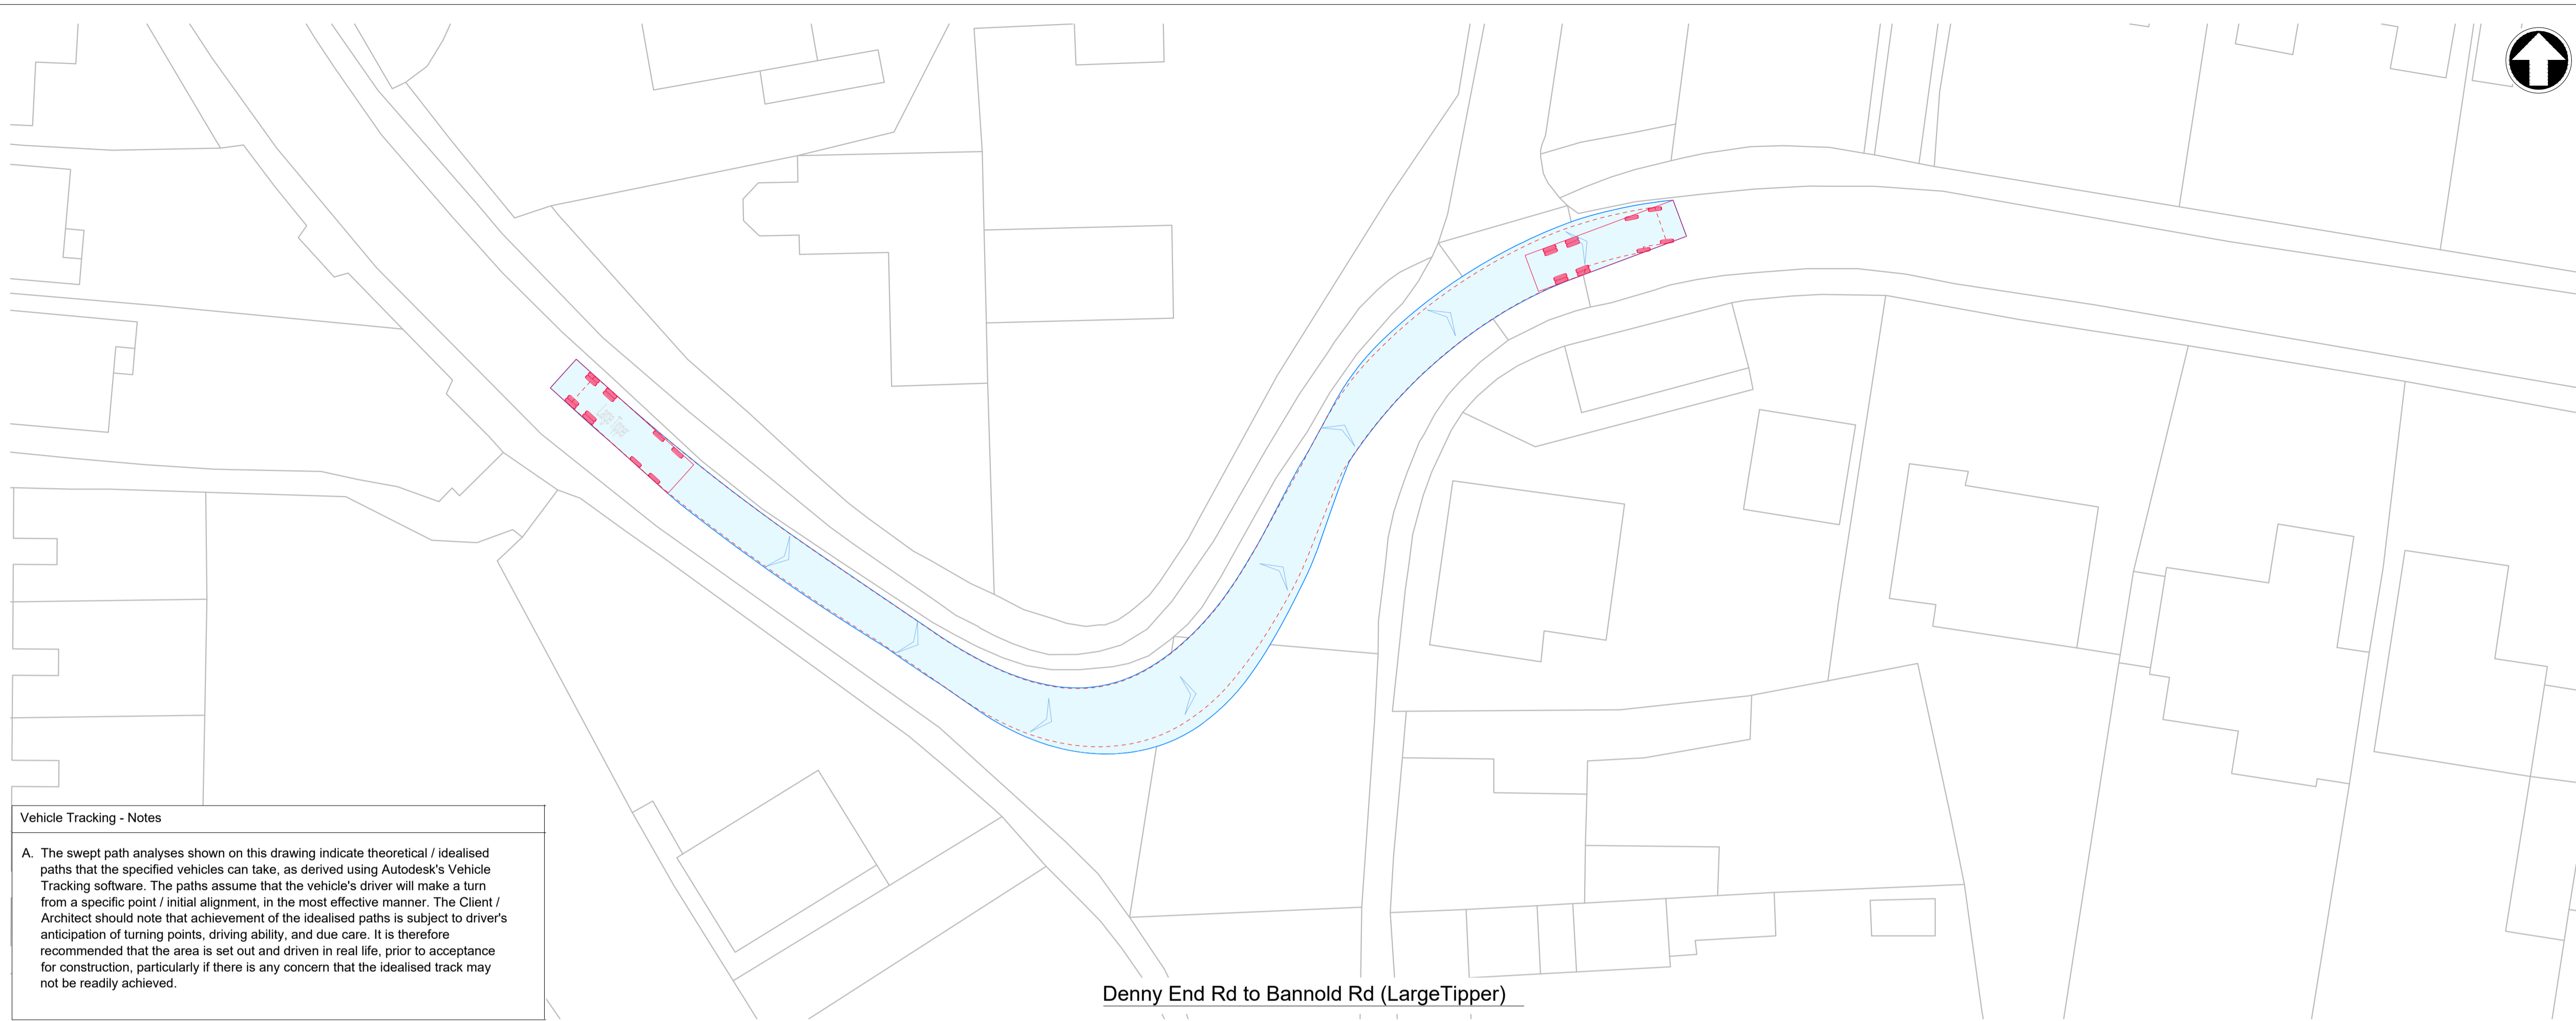 Vehicle Tracking - Notes
A. The swept path analyses shown on this drawing indicate theoretical / idealised
paths that the specified vehicles can take, as derived using Autodesk's Vehicle
Tracking software. The paths assume that the vehicle's driver will make a turn
from a specific point / initial alignment, in the most effective manner. The Client /
Architect should note that achievement of the idealised paths is subject to driver's
anticipation of turning points, driving ability, and due care. It is therefore
recommended that the area is set out and driven in real life, prior to acceptance
for construction, particularly if there is any concern that the idealised track may
not be readily achieved.
Denny End Rd to Bannold Rd (LargeTipper)